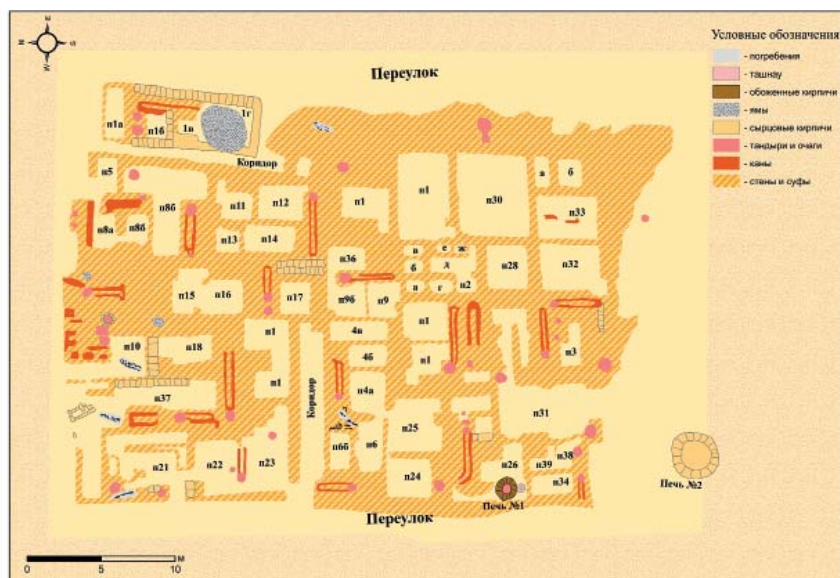 Условные обозначения
- погребения
- ташнау
- обоженные кирпичи
- ямы
- сырцовые кирпичи
- тандыри и очаги
- каны
- стены и суфы
Переулок
п1а
п1б
1в
1г
Коридор
п5
п8б
п11
п12
п1
п1
п30
а
б
п33
п8а
п8б
п13
п14
п36
в
е
ж
б
д
п
г
п2
п28
п32
п15
п16
п17
п9б
п9
п10
п18
п1
4в
п1
4б
п1
п3
п37
п1
Коридор
п4а
п31
п21
п22
п23
п6б
п6
п25
п24
п26
п39
п38
п34
Печь №1
Печь №2
Переулок
0
5
10
М